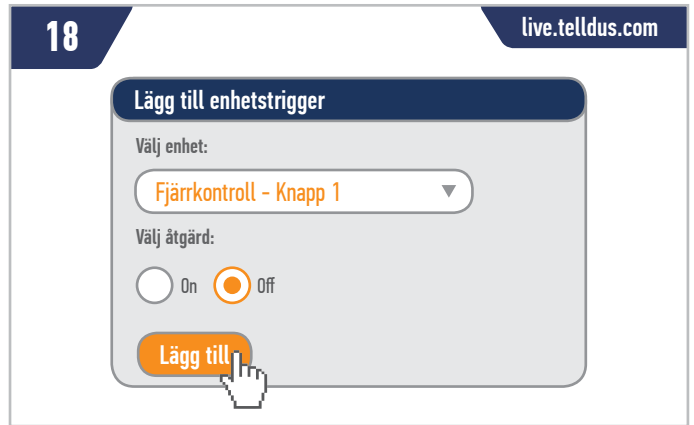 18
live.telldus.com
Lägg till enhetstrigger
Välj enhet:
Fjärrkontroll - Knapp 1
Välj åtgärd:
On Off
Lägg till